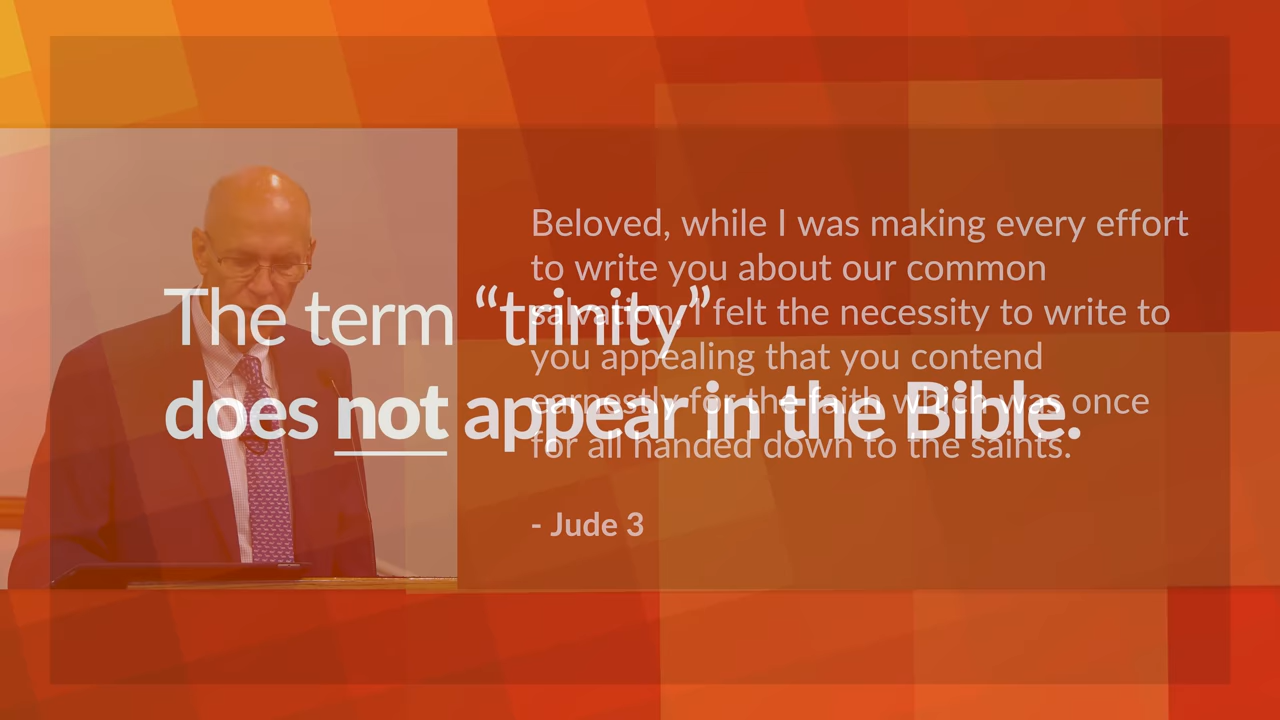 The term “trinity”
does not appear in the Bible.
Beloved, while I was making every effort
to write you about our common
salvation, I felt the necessity to write to
you appealing that you contend
earnestly for the faith which was once
for all handed down to the saints.
- Jude 3